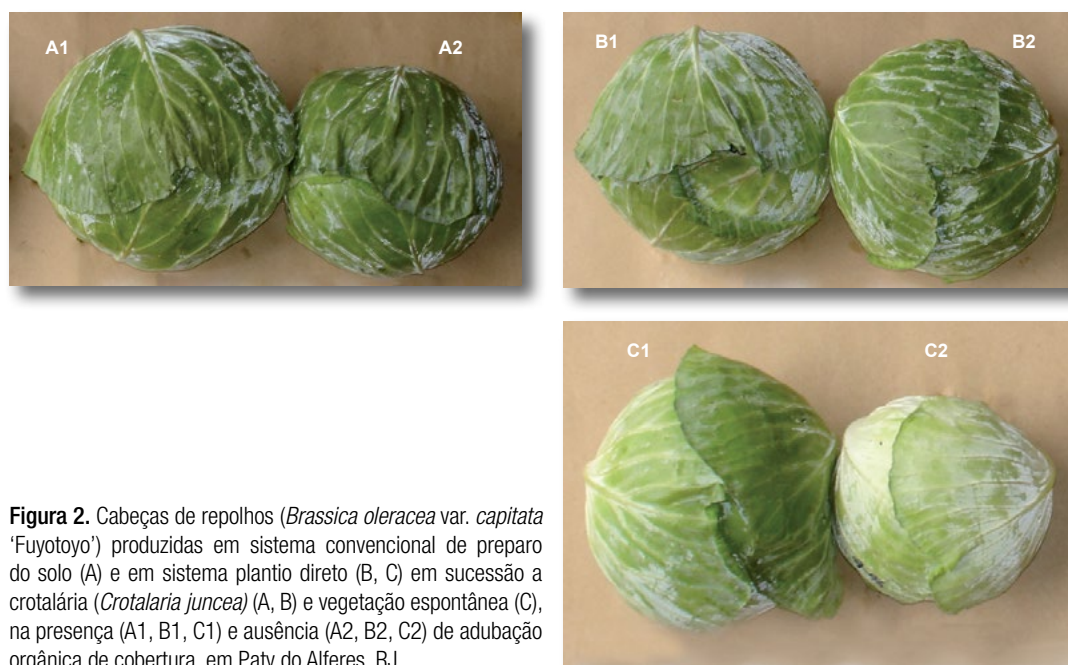 A1
A2
B1
B2
C1
C2
Figura 2. Cabeças de repolhos (Brassica oleracea var. capitata
'Fuyotoyo') produzidas em sistema convencional de preparo
do solo (A) e em sistema plantio direto (B, C) em sucessão a
crotalária (Crotalaria juncea) (A, B) e vegetação espontânea (C),
na presença (A1, B1, C1) e ausência (A2, B2, C2) de adubação
orgânica de cobertura, em Paty do Alferes, RJ